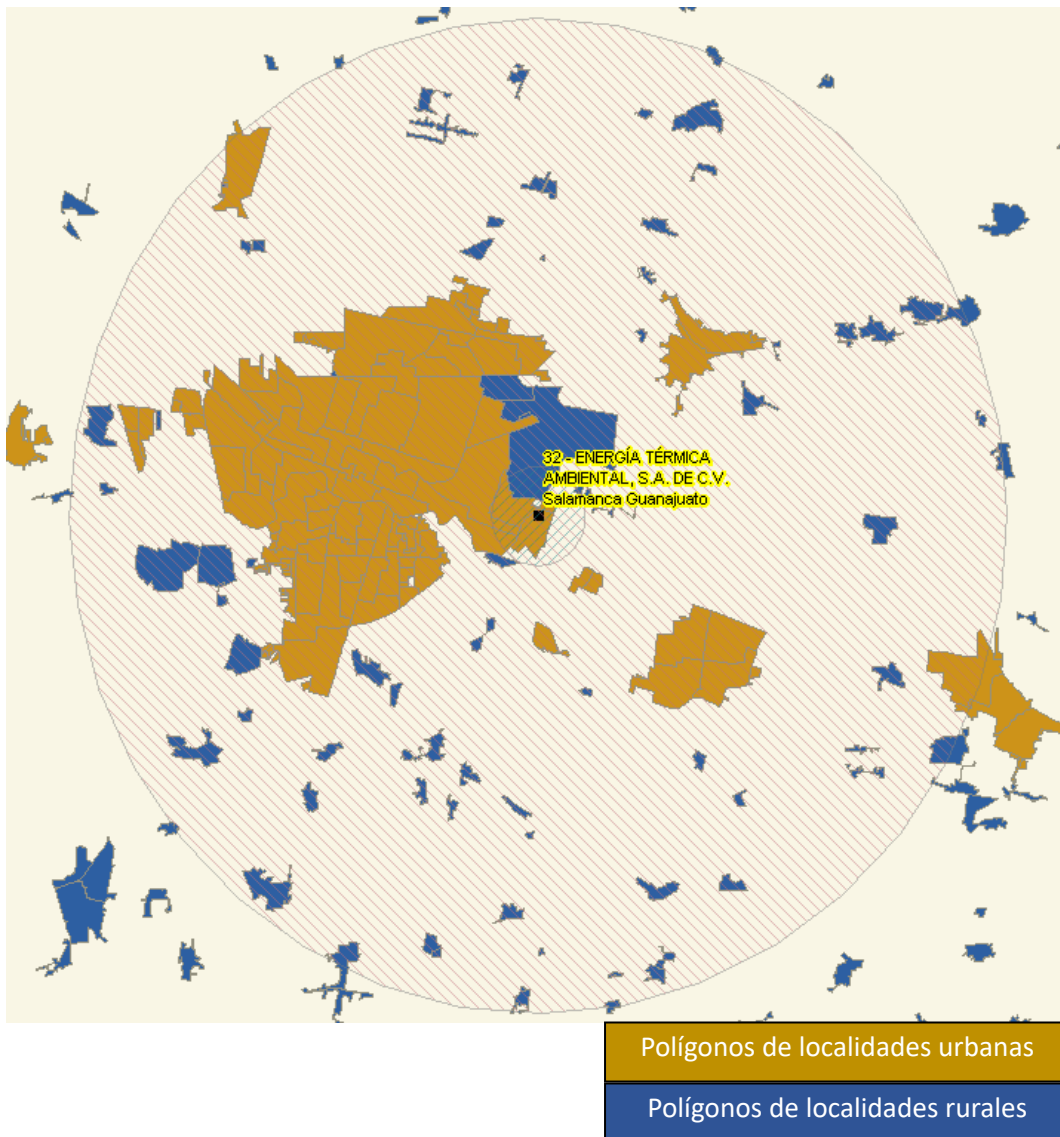 32 - ENERGÍA TÉRMICA
AMBIENTAL, S.A. DE C.V.
Salamanca Guanajuato
Polígonos de localidades urbanas
Polígonos de localidades rurales